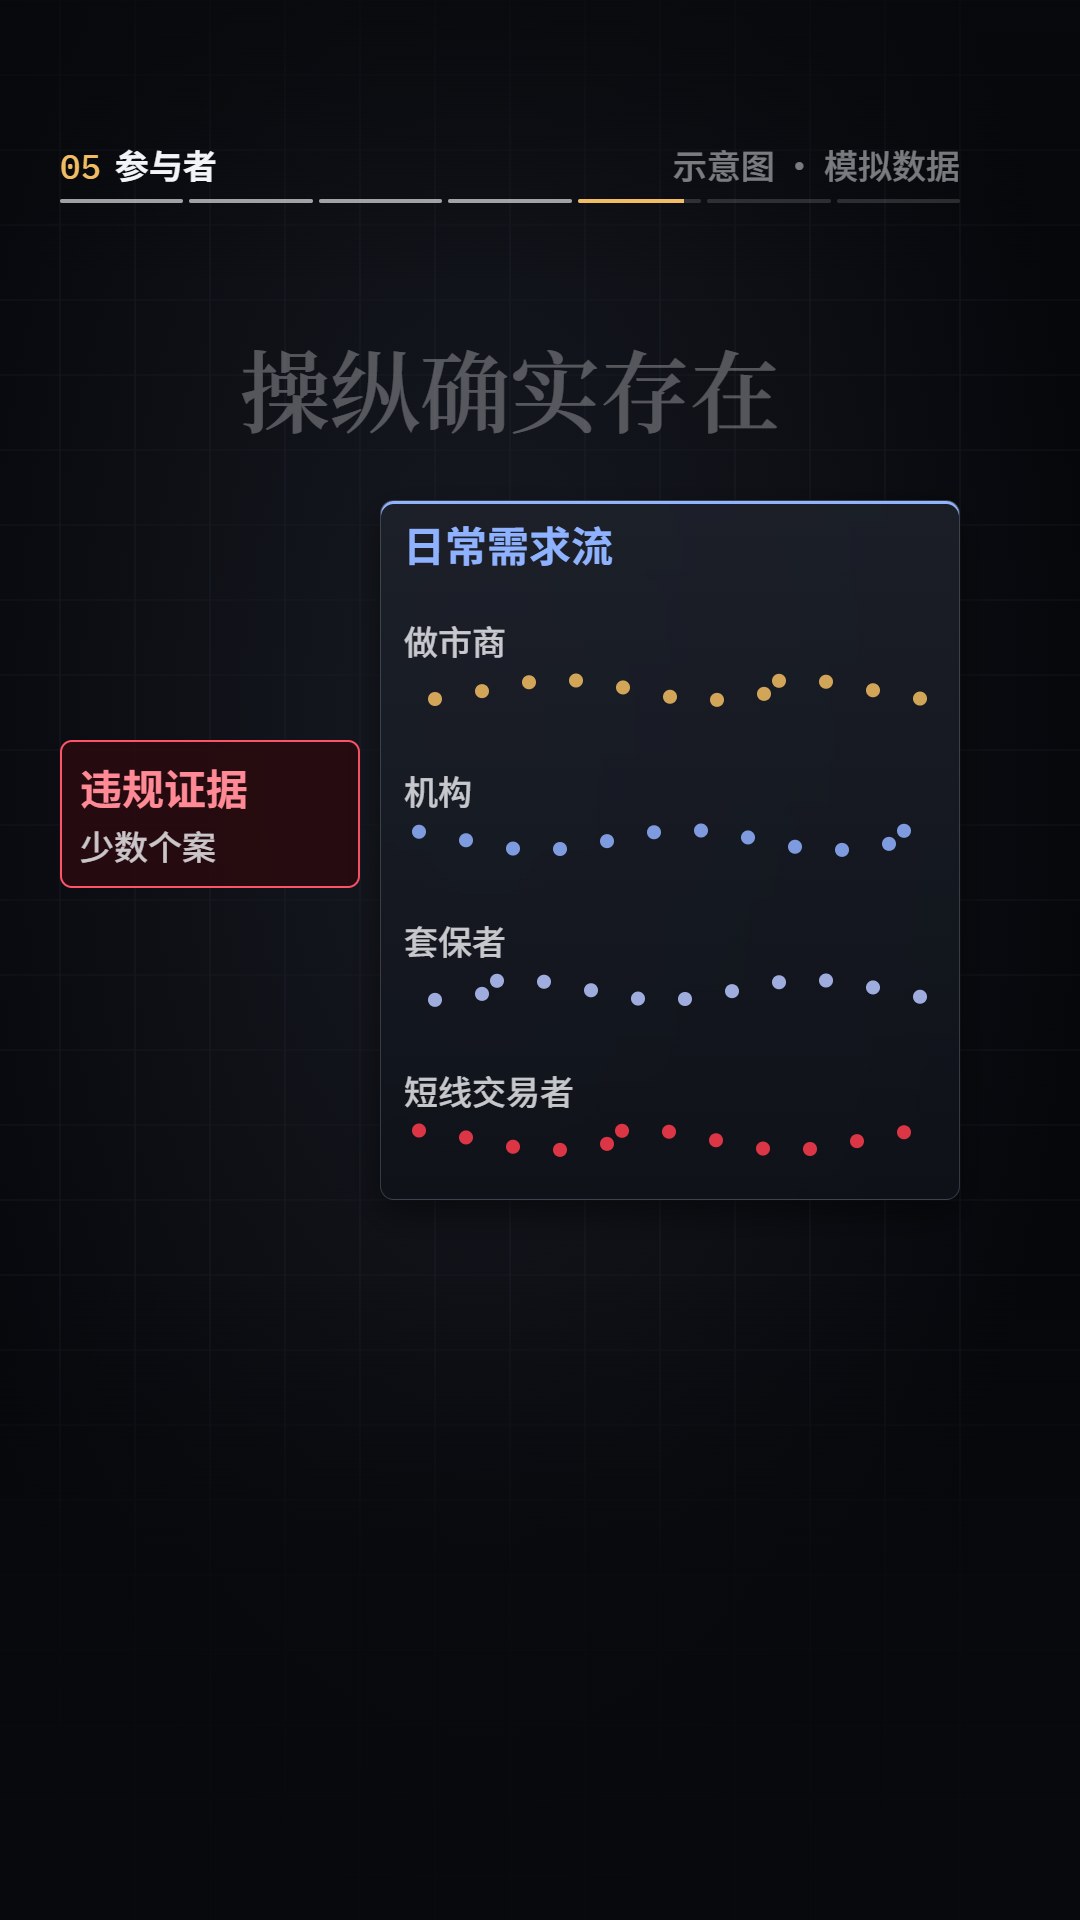 05 参与者
示意图 · 模拟数据
操纵确实存在
日常需求流
做市商
机构
套保者
短线交易者
违规证据
少数个案